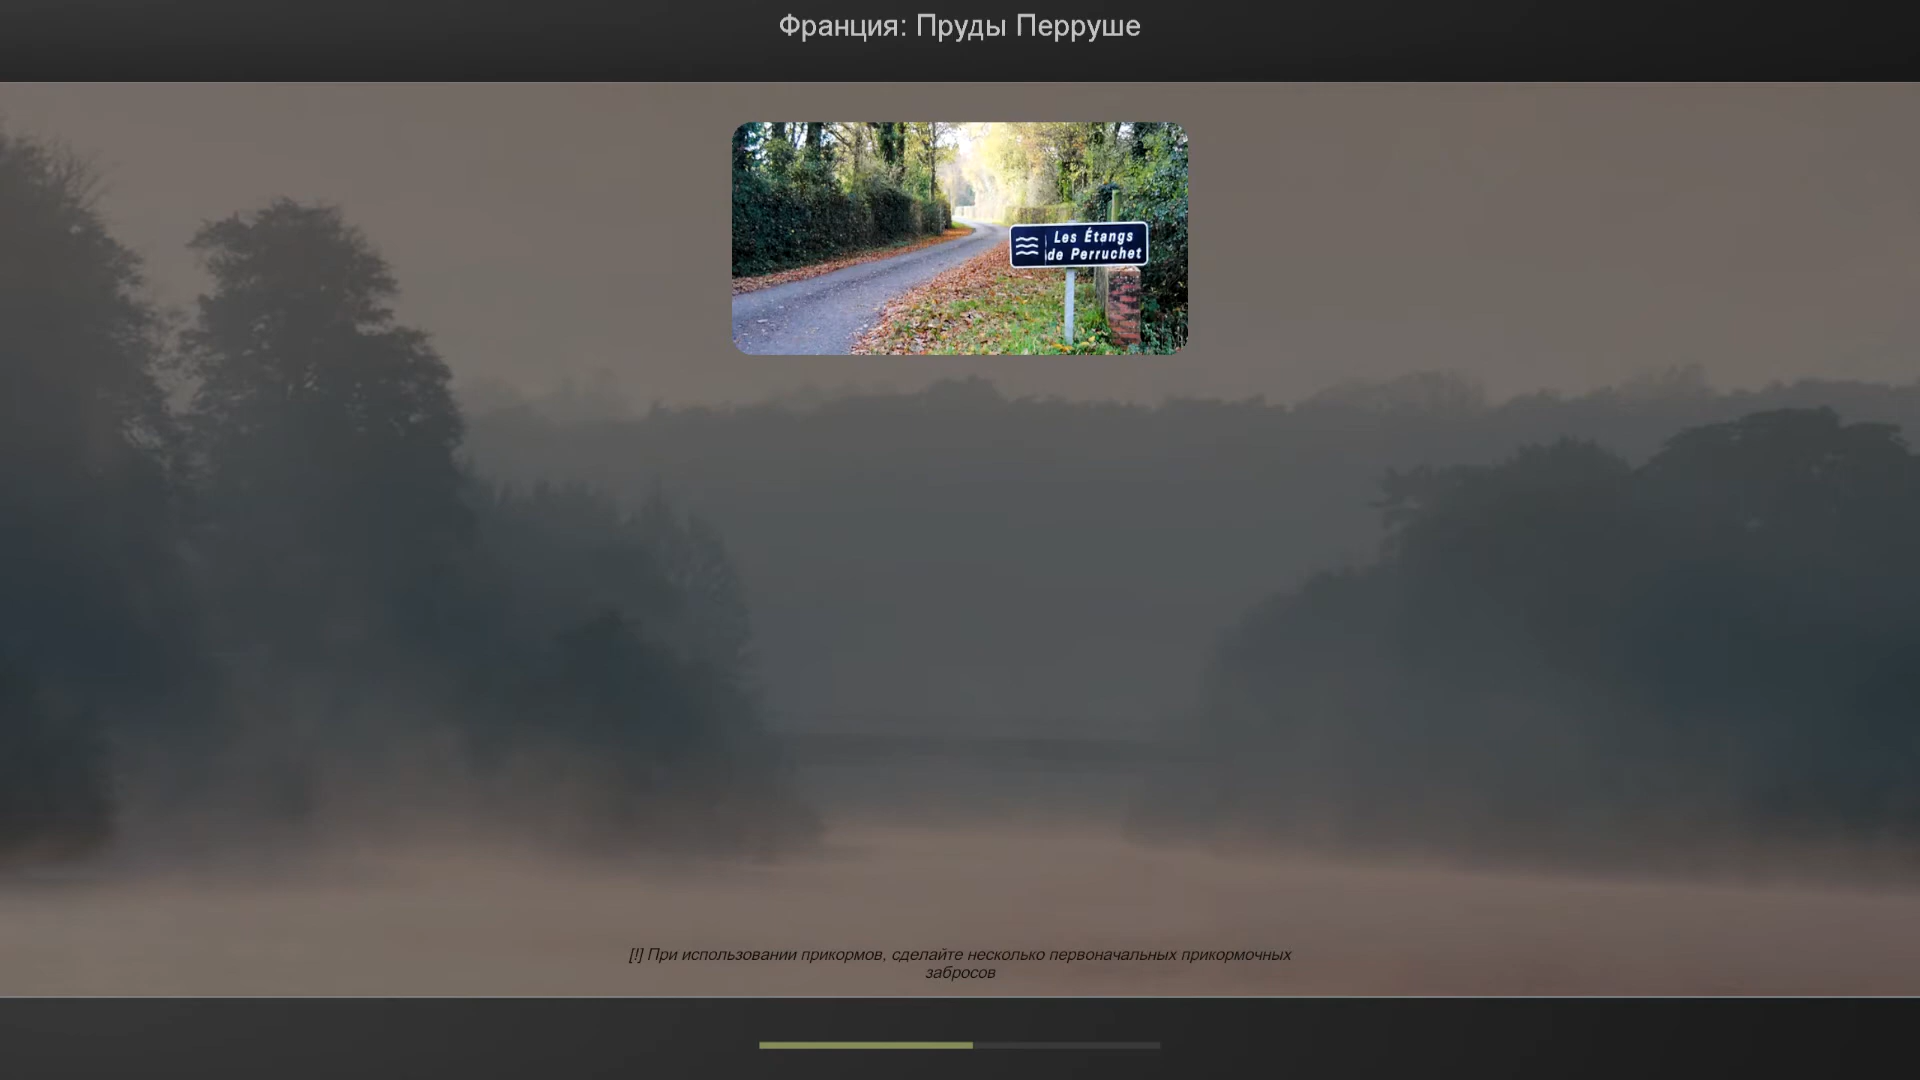 Франция: Пруды Перруше
Les Étangs
de Perruchet
[!] При использовании прикормов, сделайте несколько первоначальных прикормочных
забросов